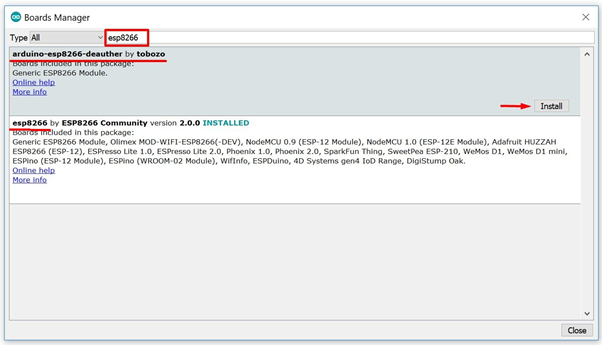 Boards Manager
Type All esp8266
arduino-esp8266-deauther by tobozo
Boards included in this package:
Generic ESP8266 Module.
Online help
More info
Install
esp8266 by ESP8266 Community version 2.0.0 INSTALLED
Boards included in this package:
Generic ESP8266 Module, Olimex MOD-WIFI-ESP8266(-DEV), NodeMCU 0.9 (ESP-12 Module), NodeMCU 1.0 (ESP-12E Module), Adafruit HUZZAH
ESP8266 (ESP-12), ESPresso Lite 1.0, ESPresso Lite 2.0, Phoenix 1.0, Phoenix 2.0, SparkFun Thing, SweetPea ESP-210, WeMos D1, WeMos D1 mini,
ESPino (ESP-12 Module), ESPino (WROOM-02 Module), WifInfo, ESPDuino, 4D Systems gen4 IoD Range, DigiStump Oak.
Online help
More info
Close